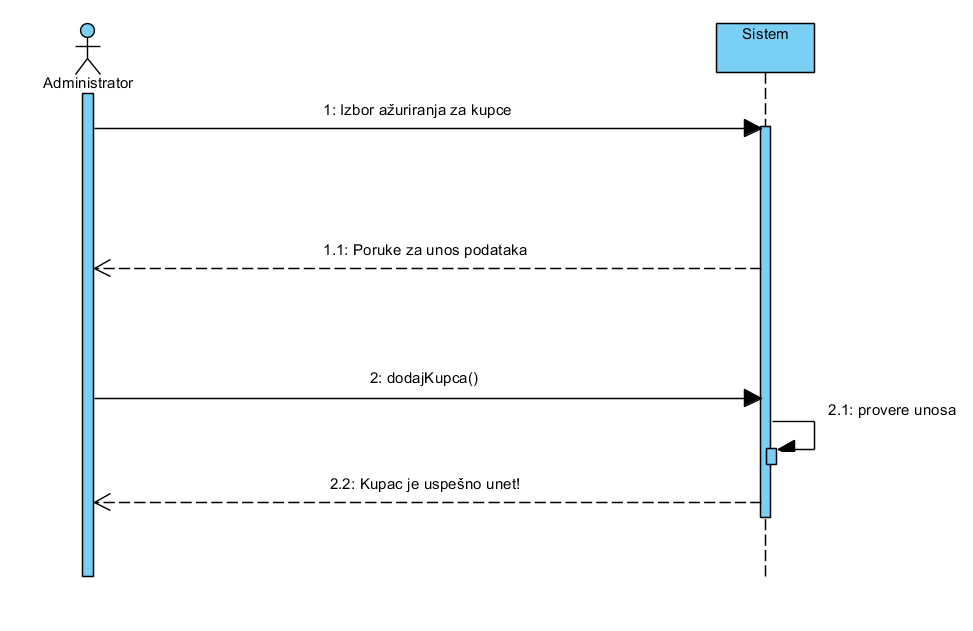 Sistem
Administrator
1: Izbor ažuriranja za kupce
1.1: Poruke za unos podataka
2: dodajKupca()
2.1: provere unosa
2.2: Kupac je uspešno unet!